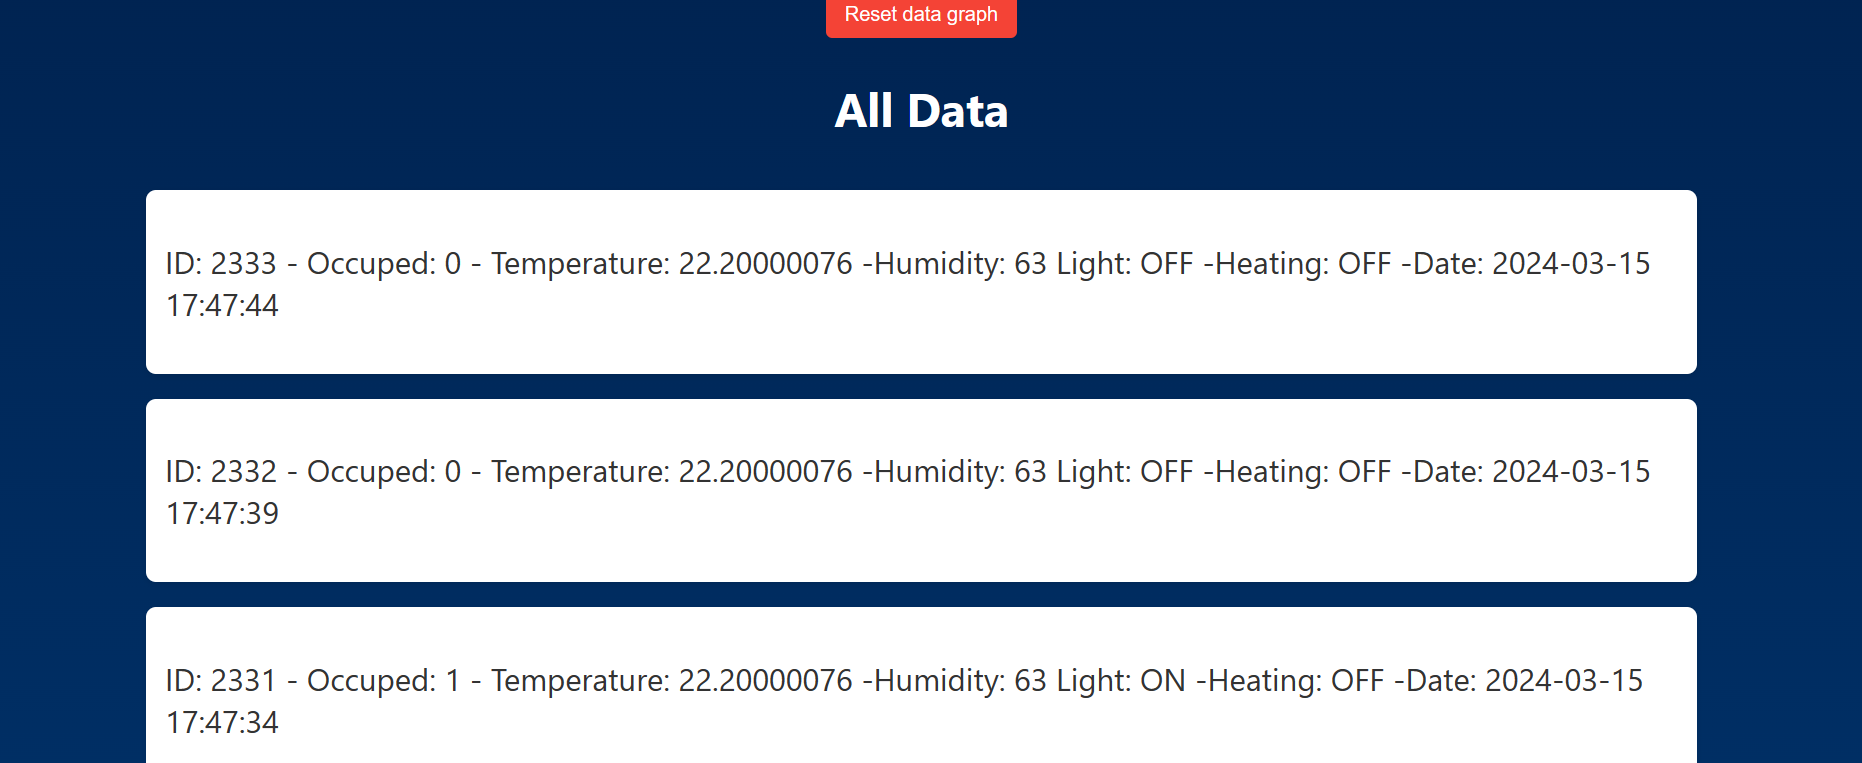 Reset data graph
All Data
ID: 2333 - Occuped: 0 - Temperature: 22.20000076 -Humidity: 63 Light: OFF -Heating: OFF -Date: 2024-03-15
17:47:44
ID: 2332 - Occuped: 0 - Temperature: 22.20000076 -Humidity: 63 Light: OFF -Heating: OFF -Date: 2024-03-15
17:47:39
ID: 2331 - Occuped: 1 - Temperature: 22.20000076 -Humidity: 63 Light: ON -Heating: OFF -Date: 2024-03-15
17:47:34